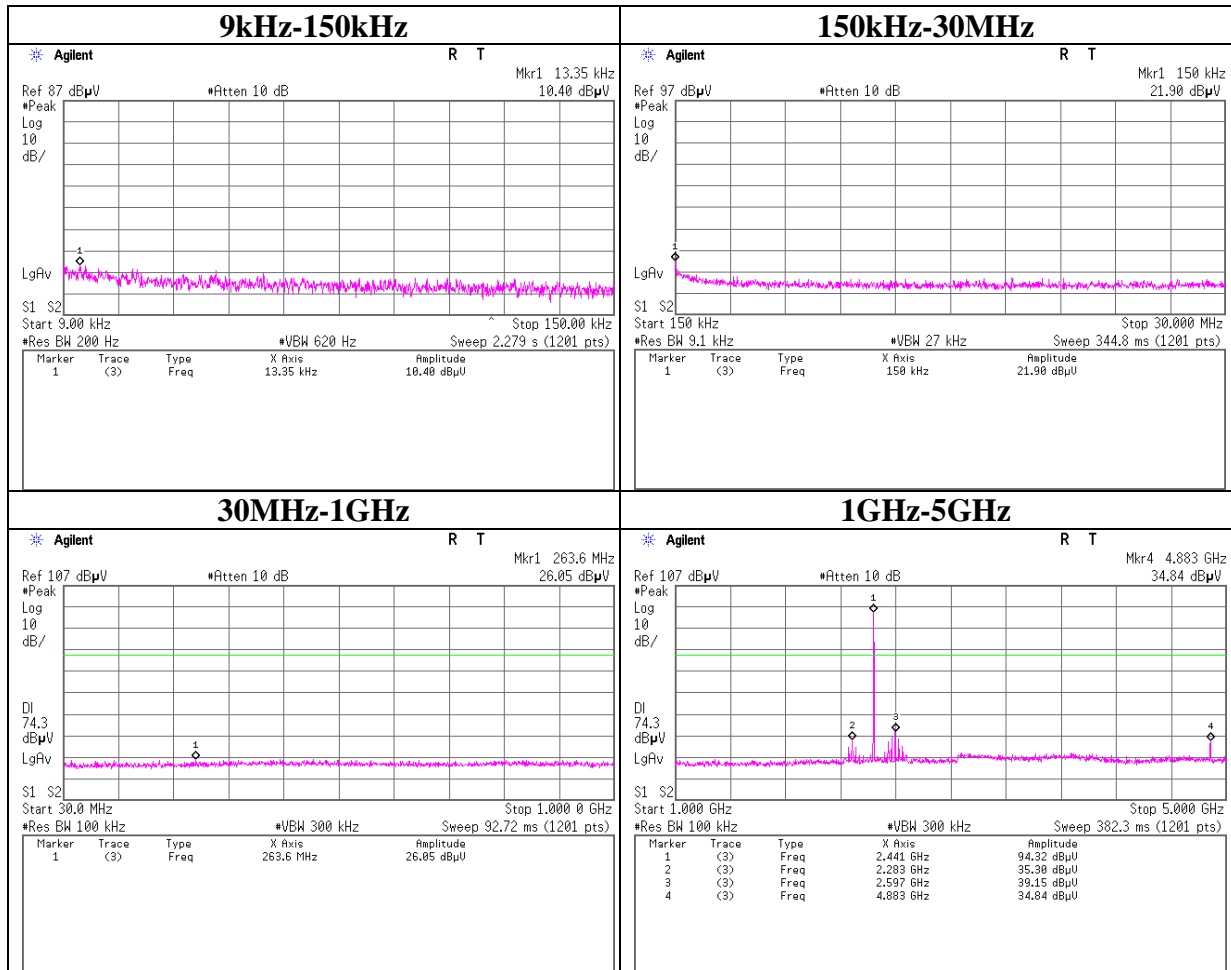 9kHz-150kHz
Agilent R T
Mkr1 13.35 kHz
Ref 87 dBµV #Atten 10 dB 10.40 dBµV
#Peak
Log
10
dB/
1
LgAv
S1 S2
Start 9.00 kHz ^ Stop 150.00 kHz
#Res BW 200 Hz #VBW 620 Hz Sweep 2.279 s (1201 pts)
Marker Trace Type X Axis Amplitude
1 (3) Freq 13.35 kHz 10.40 dBµV
150kHz-30MHz
Agilent R T
Mkr1 150 kHz
Ref 97 dBµV #Atten 10 dB 21.90 dBµV
#Peak
Log
10
dB/
1
LgAv
S1 S2
Start 150 kHz Stop 30.000 MHz
#Res BW 9.1 kHz #VBW 27 kHz Sweep 344.8 ms (1201 pts)
Marker Trace Type X Axis Amplitude
1 (3) Freq 150 kHz 21.90 dBµV
30MHz-1GHz
Agilent R T
Mkr1 263.6 MHz
Ref 107 dBµV #Atten 10 dB 26.05 dBµV
#Peak
Log
10
dB/
DI
74.3
dBµV
1
LgAv
S1 S2
Start 30.0 MHz Stop 1.000 0 GHz
#Res BW 100 kHz #VBW 300 kHz Sweep 92.72 ms (1201 pts)
Marker Trace Type X Axis Amplitude
1 (3) Freq 263.6 MHz 26.05 dBµV
1GHz-5GHz
Agilent R T
Mkr4 4.883 GHz
Ref 107 dBµV #Atten 10 dB 34.84 dBµV
#Peak
1
Log
10
dB/
DI
74.3
2 3 4
dBµV
LgAv
S1 S2
Start 1.000 GHz Stop 5.000 GHz
#Res BW 100 kHz #VBW 300 kHz Sweep 382.3 ms (1201 pts)
Marker Trace Type X Axis Amplitude
1 (3) Freq 2.441 GHz 94.32 dBµV
2 (3) Freq 2.283 GHz 35.30 dBµV
3 (3) Freq 2.597 GHz 39.15 dBµV
4 (3) Freq 4.883 GHz 34.84 dBµV